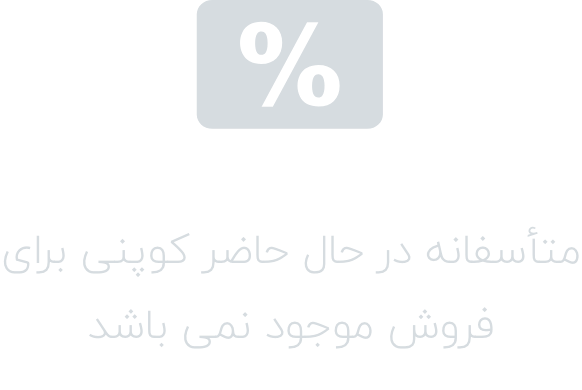 %
متأسفانه در حال حاضر کوپنی برای
فروش موجود نمی باشد